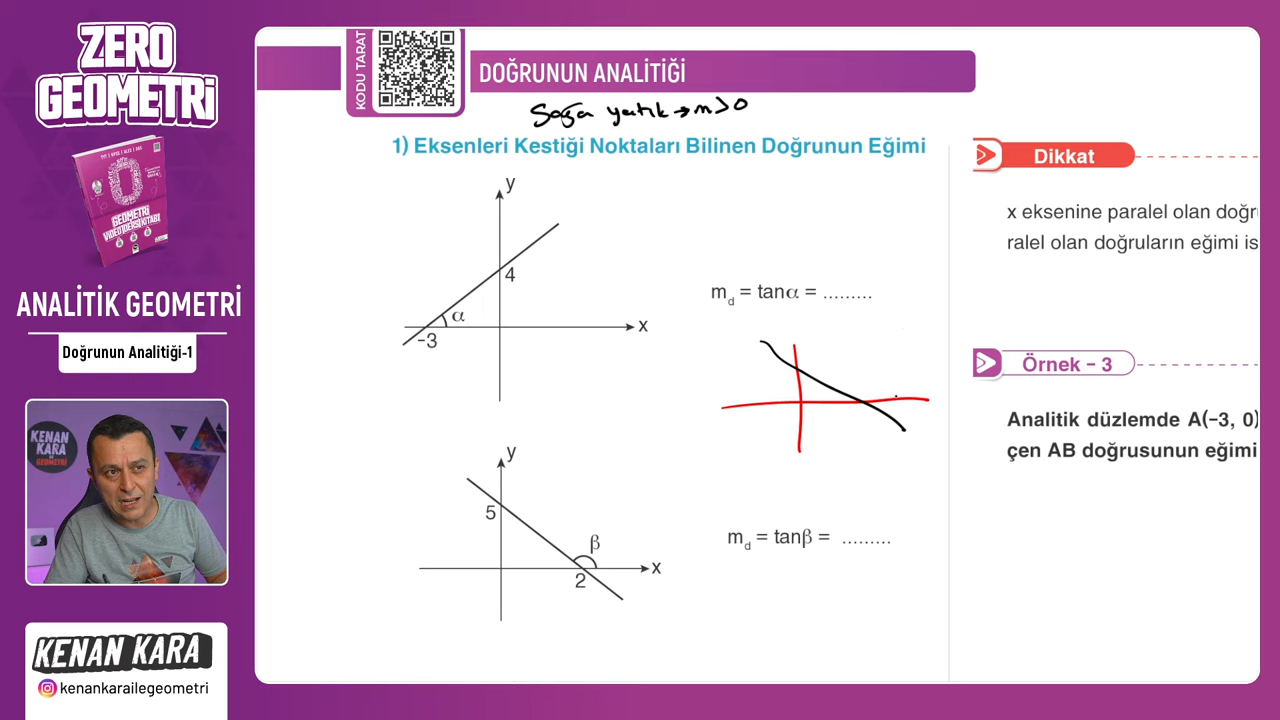 ZERO
GEOMETRİ
GEOMETRİ
VİDEO DERS KİTABI
ANALİTİK GEOMETRİ
Doğrunun Analitiği-1
KENAN
KARA
GEOMETRİ
KENAN KARA
kenankarailegeometri
KODU TARAT
DOĞRUNUN ANALİTİĞİ
Sağa yatık → m > 0
1) Eksenleri Kestiği Noktaları Bilinen Doğrunun Eğimi
y
4
α
x
-3
m_d = tanα = .........
y
5
β
x
2
m_d = tanβ = .........
Dikkat
x eksenine paralel olan doğr
ralel olan doğruların eğimi is
Örnek – 3
Analitik düzlemde A(–3, 0)
çen AB doğrusunun eğimi